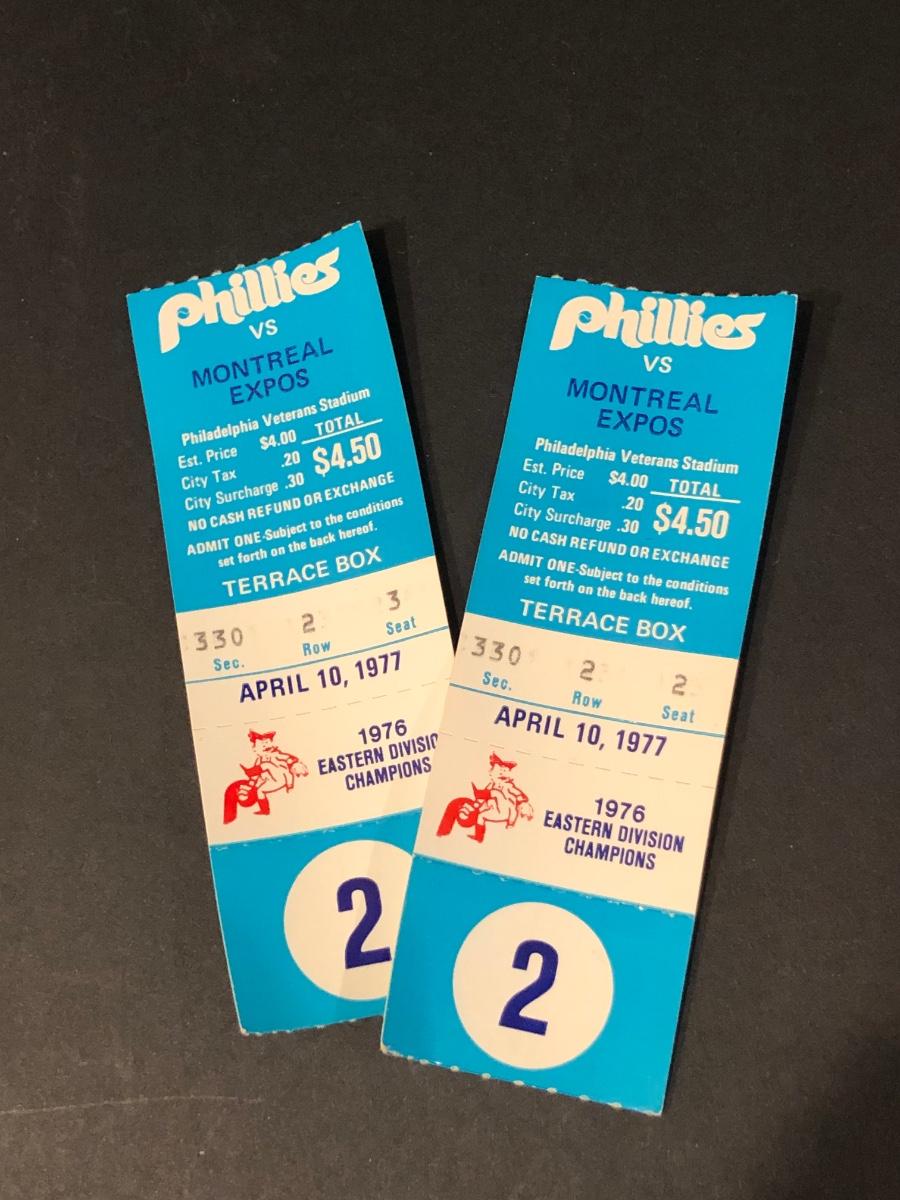 Phillies
VS
MONTREAL
EXPOS
Philadelphia Veterans Stadium
Est. Price $4.00 TOTAL
City Tax .20 $4.50
City Surcharge .30
NO CASH REFUND OR EXCHANGE
ADMIT ONE-Subject to the conditions
set forth on the back hereof.
TERRACE BOX
330 2 3
Sec. Row Seat
APRIL 10, 1977
1976
EASTERN DIVISIO
CHAMPIONS
2
Phillies
VS
MONTREAL
EXPOS
Philadelphia Veterans Stadium
Est. Price $4.00 TOTAL
City Tax .20 $4.50
City Surcharge .30
NO CASH REFUND OR EXCHANGE
ADMIT ONE-Subject to the conditions
set forth on the back hereof.
TERRACE BOX
330 2 2
Sec. Row Seat
APRIL 10, 1977
1976
EASTERN DIVISION
CHAMPIONS
2